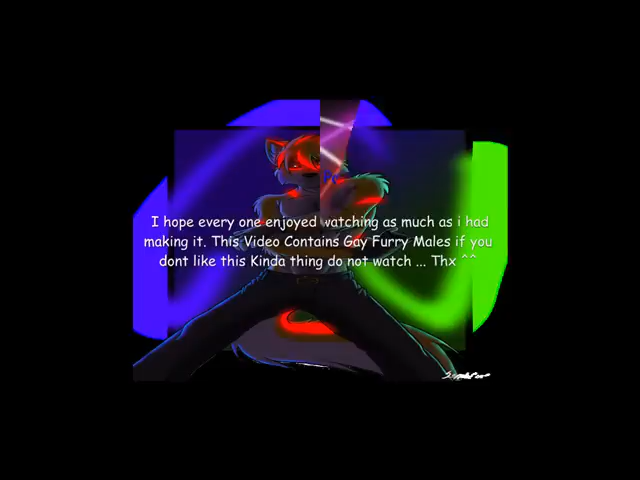 I hope every one enjoyed watching as much as i had
making it. This Video Contains Gay Furry Males if you
dont like this Kinda thing do not watch ... Thx ^^